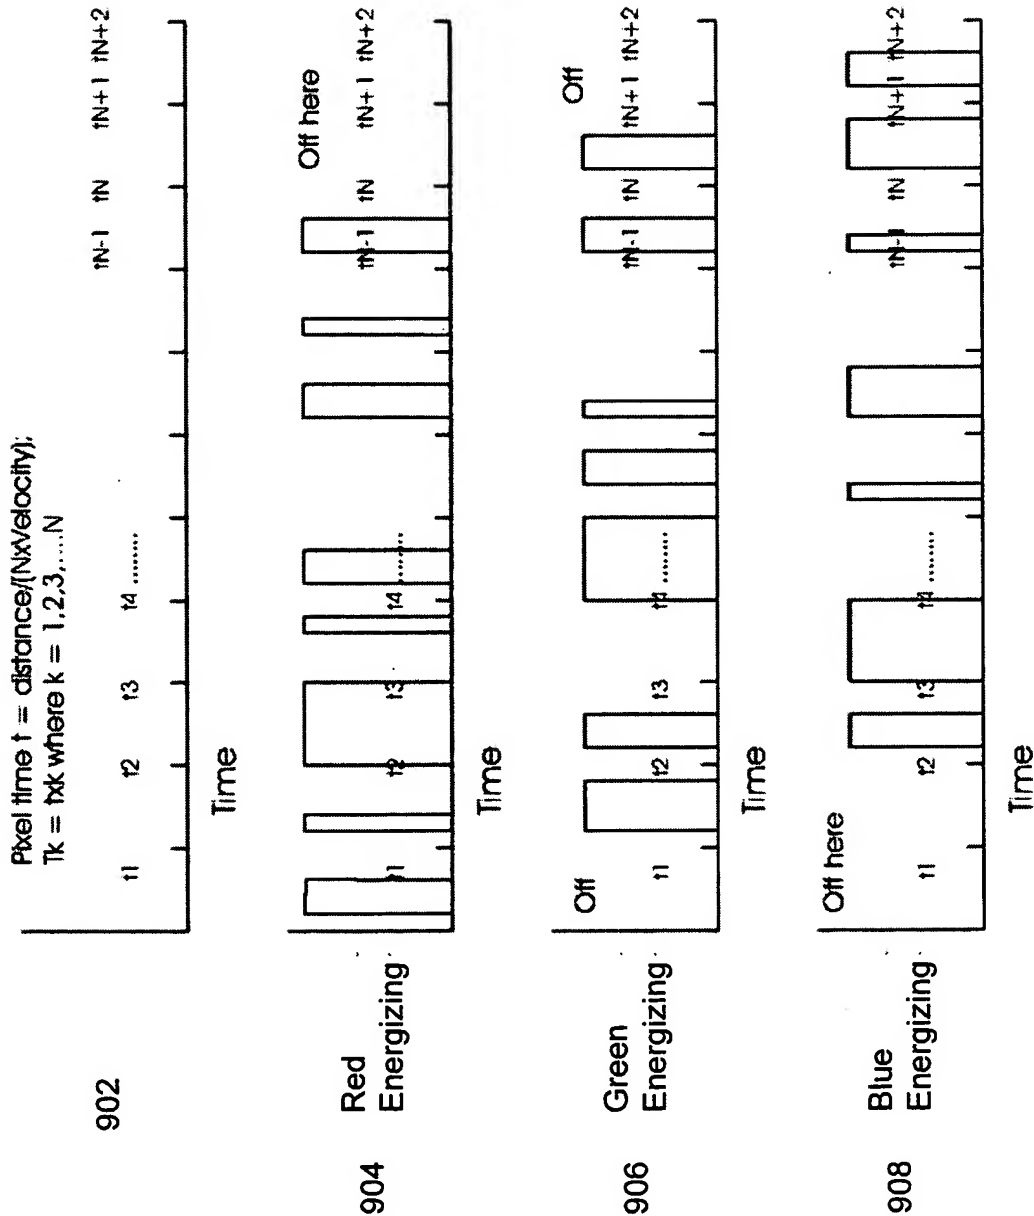 Pixel time t = distance/(NxVelocity);
Tk = txk where k = 1,2,3,....N
902
t1 t2 t3 t4 ........ tN-1 tN tN+1 tN+2
Time
Off here
904
Red
Energizing
t1 t2 t3 t4 ........ tN-1 tN tN+1 tN+2
Time
Off
Off
906
Green
Energizing
t1 t2 t3 t4 ........ tN-1 tN tN+1 tN+2
Time
Off here
908
Blue
Energizing
t1 t2 t3 t4 ........ tN-1 tN tN+1 tN+2
Time